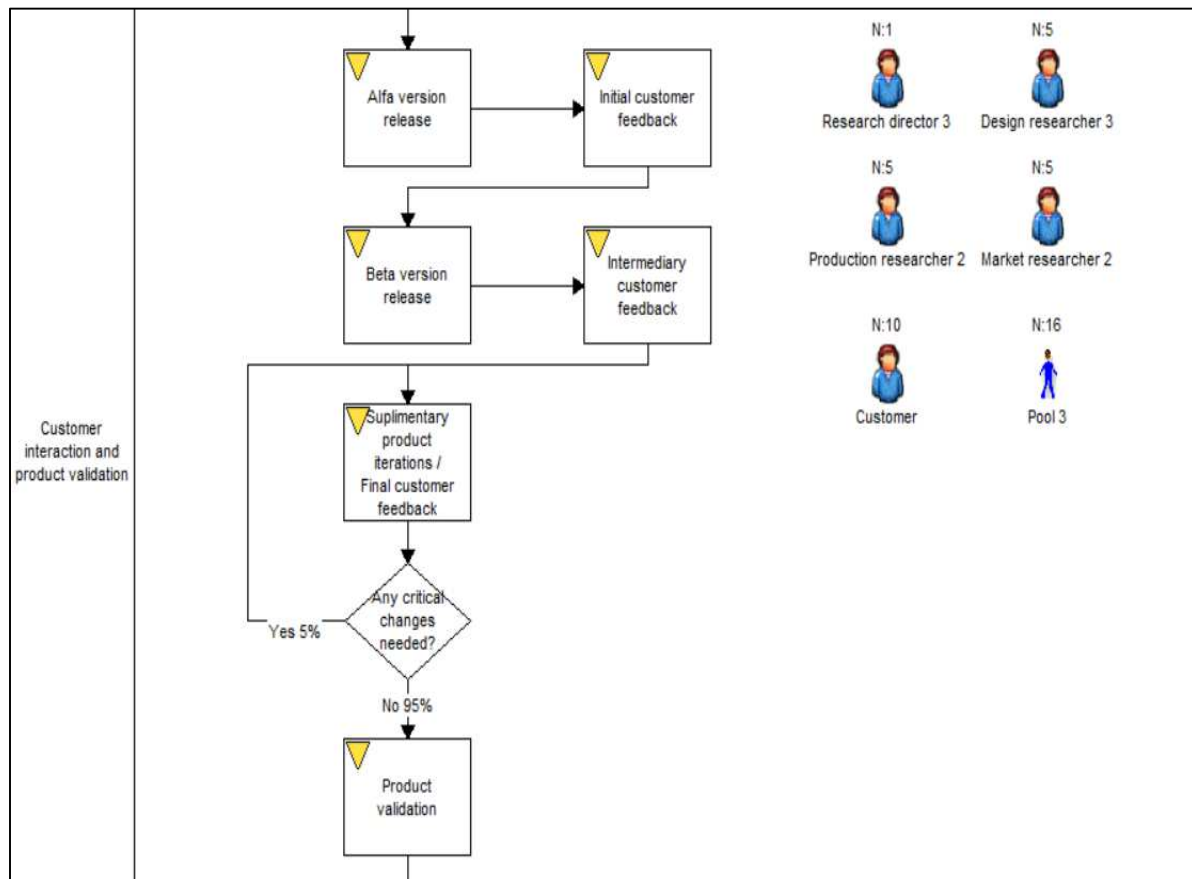 Customer
interaction and
product validation
Alfa version
release
Initial customer
feedback
Beta version
release
Intermediary
customer
feedback
Suplimentary
product
iterations /
Final customer
feedback
Any critical
changes
needed?
Yes 5%
No 95%
Product
validation
N:1
Research director 3
N:5
Design researcher 3
N:5
Production researcher 2
N:5
Market researcher 2
N:10
Customer
N:16
Pool 3